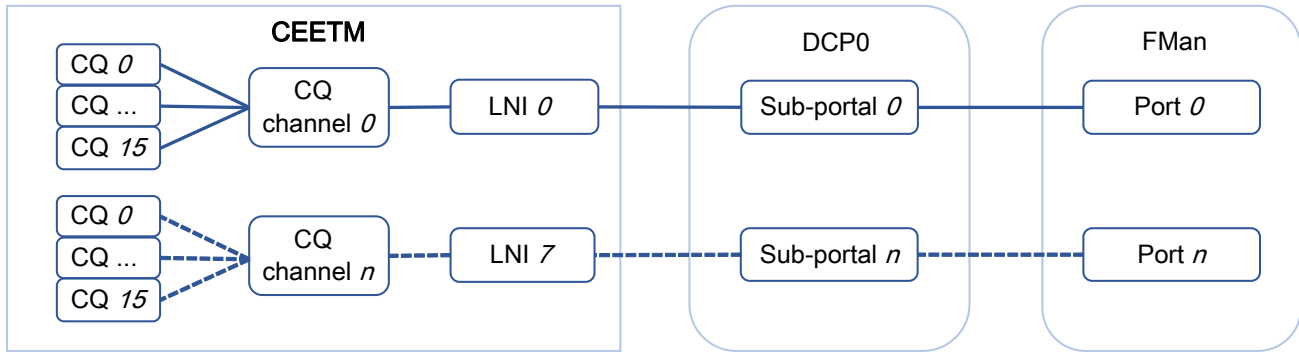 CEETM
DCP0
FMan
CQ 0
CQ ...
CQ 15
CQ
channel 0
LNI 0
Sub-portal 0
Port 0
CQ 0
CQ ...
CQ 15
CQ
channel n
LNI 7
Sub-portal n
Port n